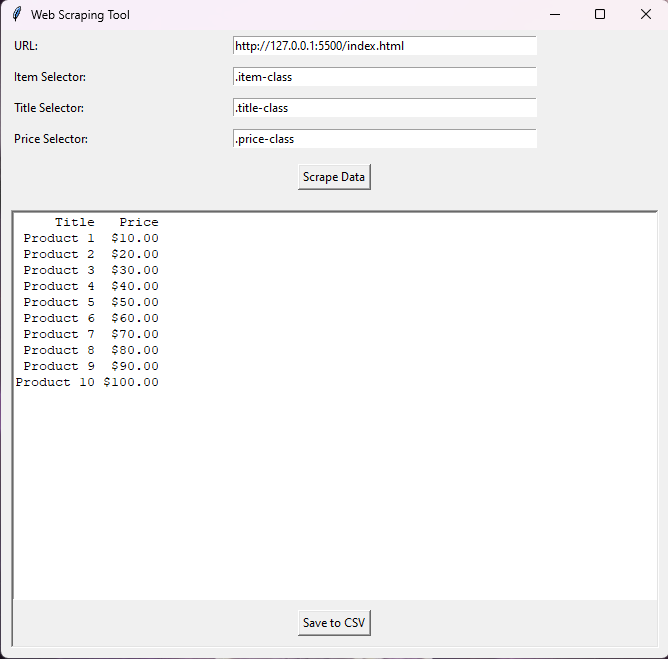 Web Scraping Tool
URL: http://127.0.0.1:5500/index.html
Item Selector: .item-class
Title Selector: .title-class
Price Selector: .price-class
Scrape Data
Title Price
Product 1 $10.00
Product 2 $20.00
Product 3 $30.00
Product 4 $40.00
Product 5 $50.00
Product 6 $60.00
Product 7 $70.00
Product 8 $80.00
Product 9 $90.00
Product 10 $100.00
Save to CSV